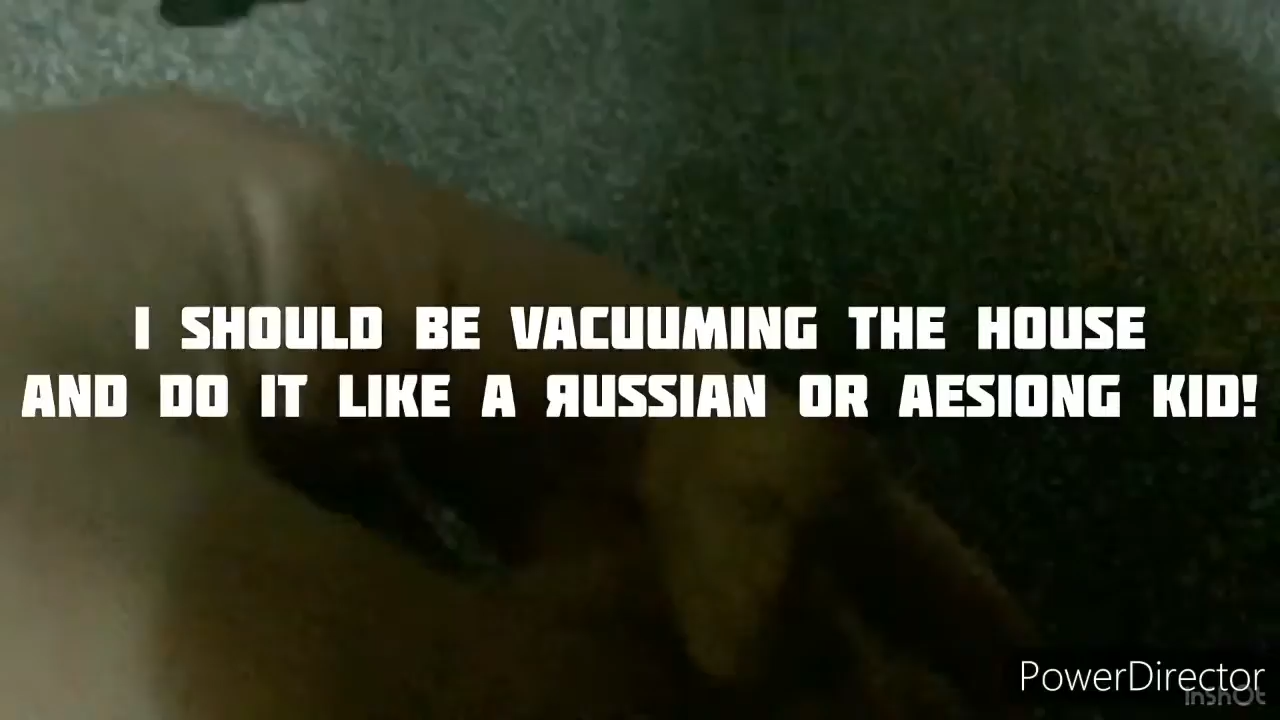 I SHOULD BE VACUUMING THE HOUSE
AND DO IT LIKE A ЯUSSIAN OR AESIONG KID!
PowerDirector
InShOt